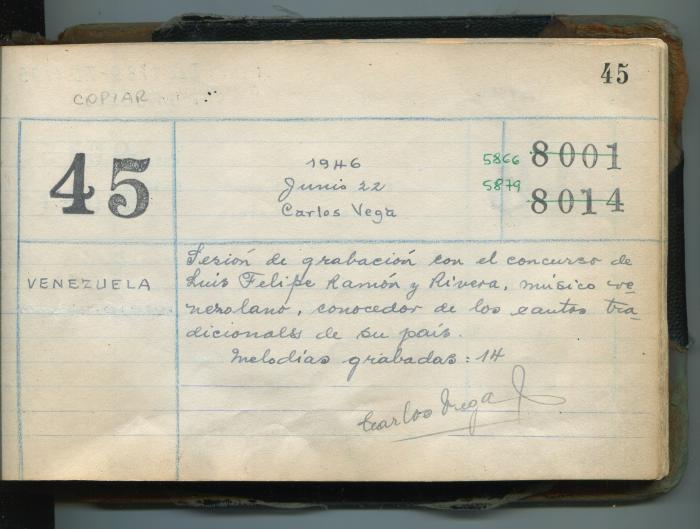 45
COPIAR
45
1946
Junio 22
Carlos Vega
5866 8001
5879 8014
VENEZUELA
Sesión de grabación con el concurso de
Luis Felipe Ramón y Rivera, músico ve-
nezolano, conocedor de los cantos tra-
dicionales de su país.
Melodías grabadas: 14
Carlos Vega